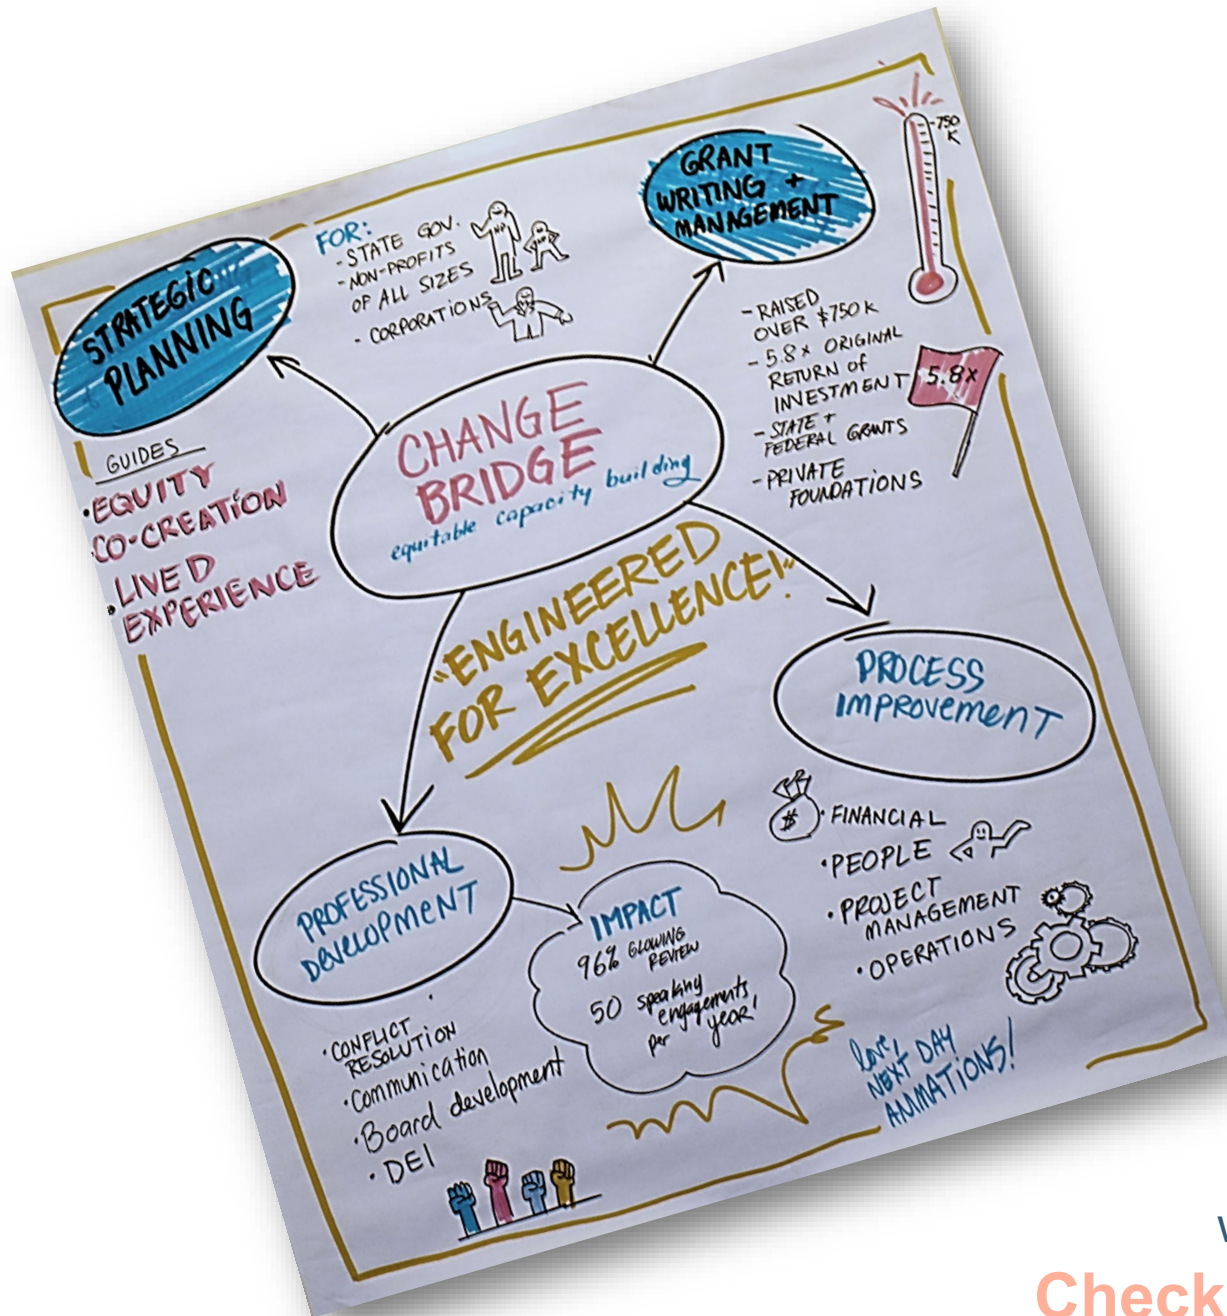 STRATEGIC
PLANNING
FOR:
- STATE GOV.
- NON-PROFITS
OF ALL SIZES
- CORPORATIONS
NP
NP
GUIDES
• EQUITY
• CO-CREATION
• LIVED
EXPERIENCE
GRANT
WRITING +
MANAGEMENT
-750
K
- RAISED
OVER $750 K
- 5.8x ORIGINAL
RETURN of
INVESTMENT
- STATE +
FEDERAL GRANTS
- PRIVATE
FOUNDATIONS
5.8x
CHANGE
BRIDGE
equitable capacity building
"ENGINEERED
FOR EXCELLENCE!"
PROCESS
IMPROVEMENT
$
• FINANCIAL
• PEOPLE
• PROJECT
MANAGEMENT
• OPERATIONS
PROFESSIONAL
DEVELOPMENT
• CONFLICT
RESOLUTION
• Communication
• Board development
• DEI
IMPACT
96% GLOWING
REVIEW
50 speaking
engagements
per year!
love,
NEXT DAY
ANIMATIONS!
Check